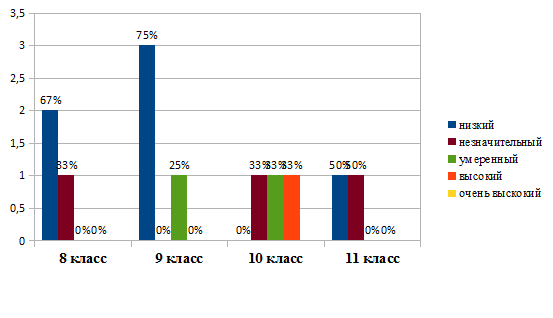 3,5
3
2,5
2
1,5
1
0,5
0
67%
33%
0%
0%
75%
0%
25%
0%
0%
33%
33%
33%
50%
50%
0%
0%
8 класс
9 класс
10 класс
11 класс
низкий
незначительный
умеренный
высокий
очень выскокий